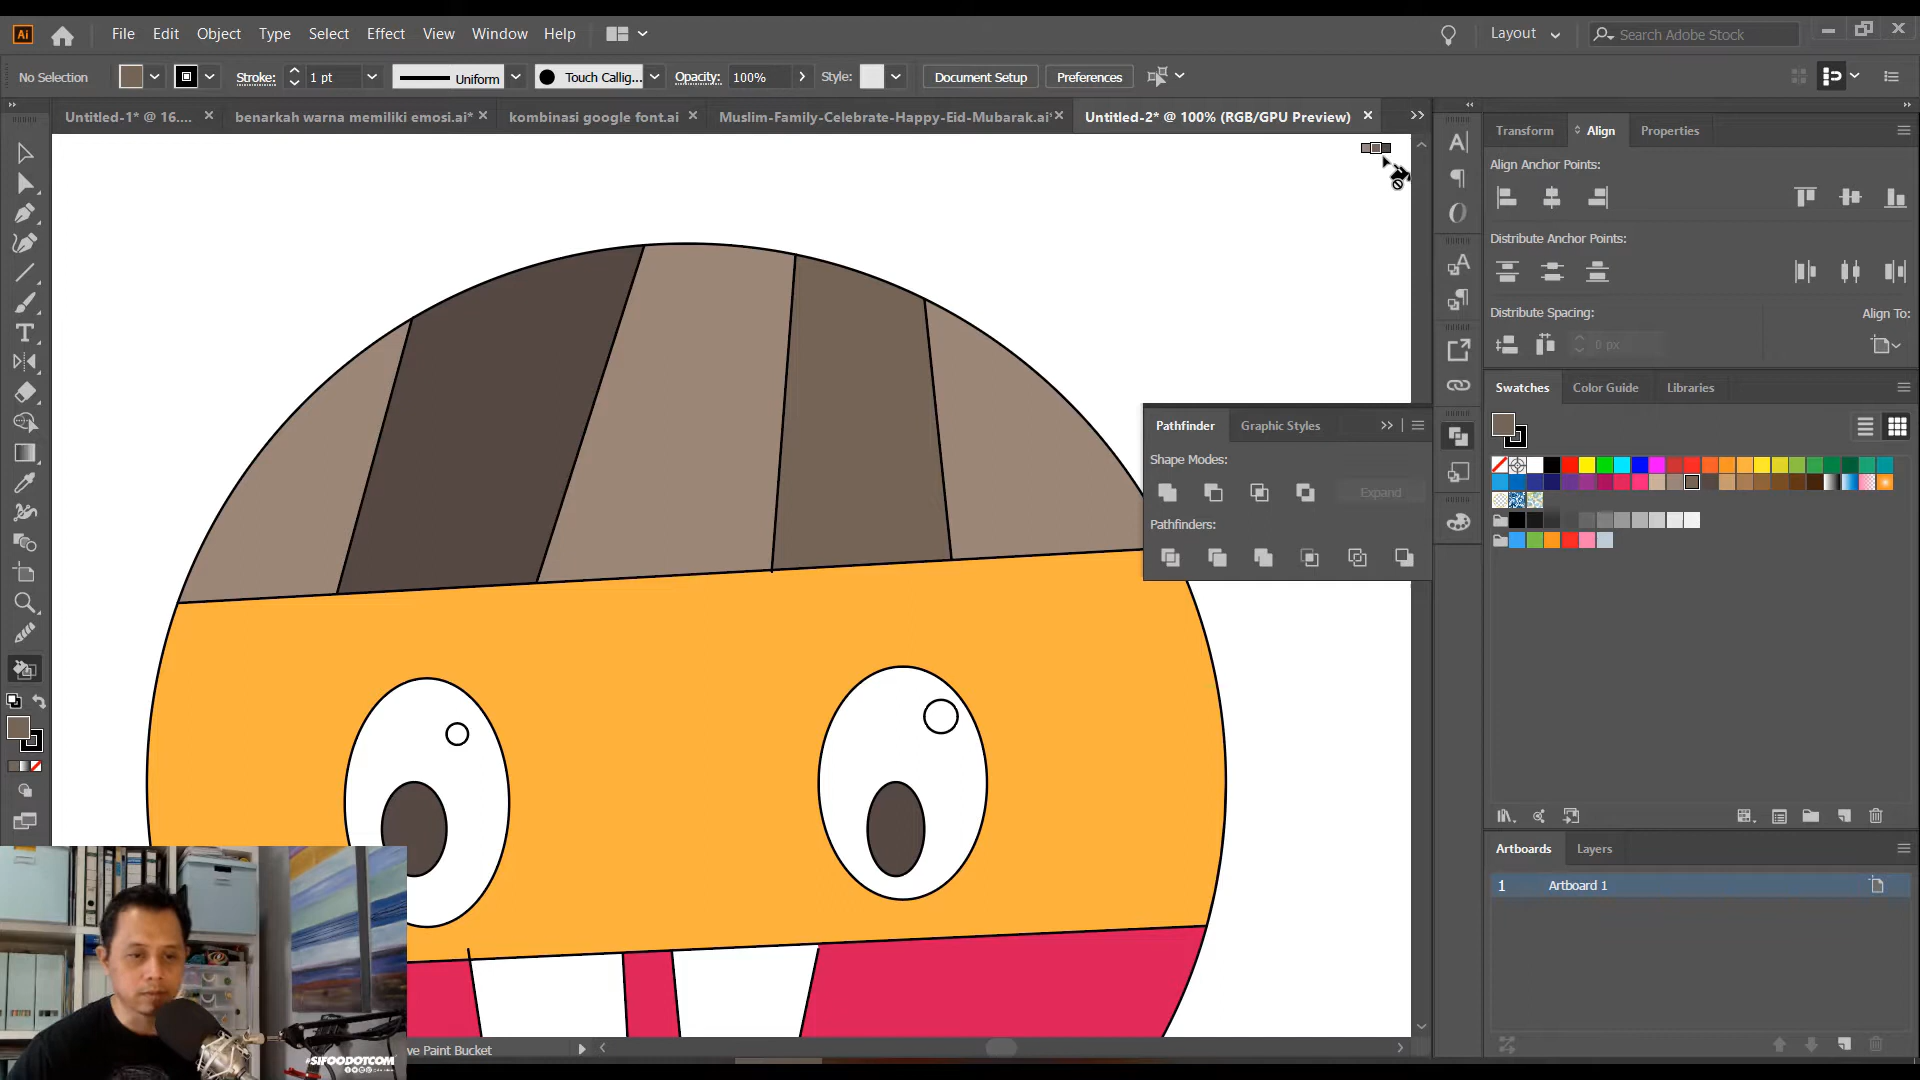 Ai
File Edit Object Type Select Effect View Window Help
Layout
Search Adobe Stock
No Selection
Stroke: 1 pt
Uniform
Touch Callig...
Opacity: 100%
Style:
Document Setup
Preferences
Untitled-1* @ 16....
benarkah warna memiliki emosi.ai*
kombinasi google font.ai
Muslim-Family-Celebrate-Happy-Eid-Mubarak.ai*
Untitled-2* @ 100% (RGB/GPU Preview)
Transform Align Properties
Align Anchor Points:
Distribute Anchor Points:
Distribute Spacing:
Align To:
0 px
Swatches Color Guide Libraries
Pathfinder Graphic Styles
Shape Modes:
Expand
Pathfinders:
Artboards Layers
1 Artboard 1
ve Paint Bucket
#SIFOODOTCOM